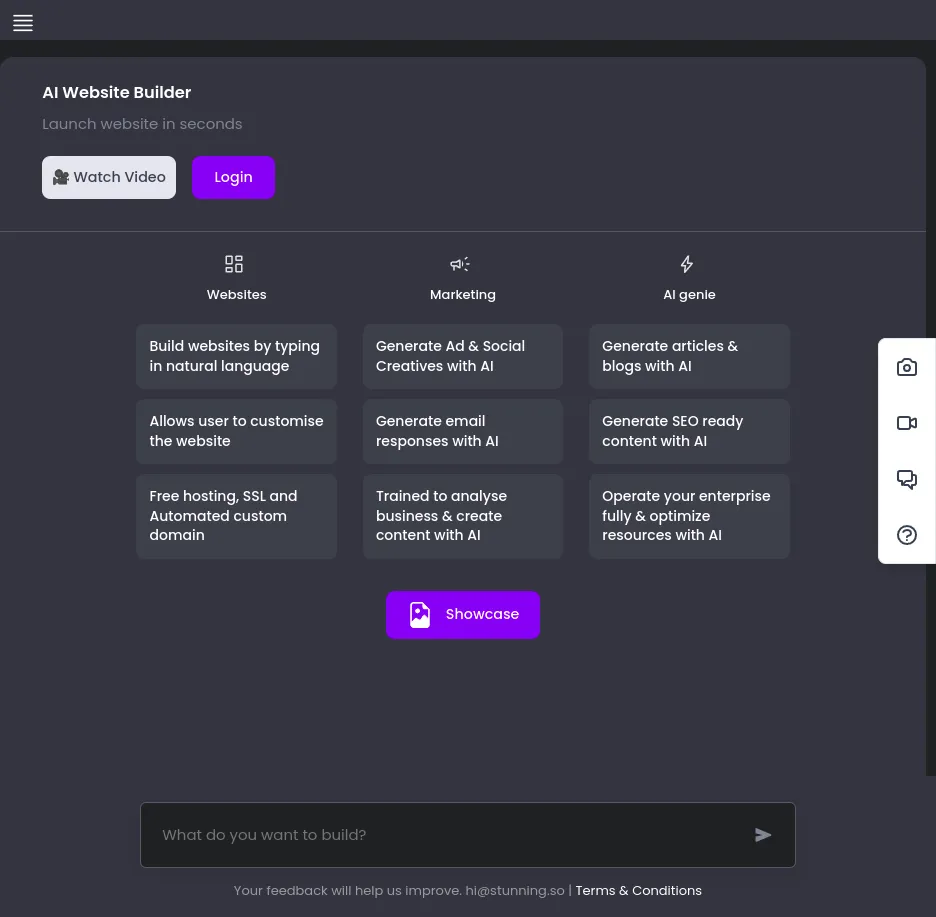 AI Website Builder
Launch website in seconds
🎥 Watch Video
Login
Websites
Build websites by typing
in natural language
Allows user to customise
the website
Free hosting, SSL and
Automated custom
domain
Marketing
Generate Ad & Social
Creatives with AI
Generate email
responses with AI
Trained to analyse
business & create
content with AI
AI genie
Generate articles &
blogs with AI
Generate SEO ready
content with AI
Operate your enterprise
fully & optimize
resources with AI
Showcase
What do you want to build?
Your feedback will help us improve. hi@stunning.so | Terms & Conditions